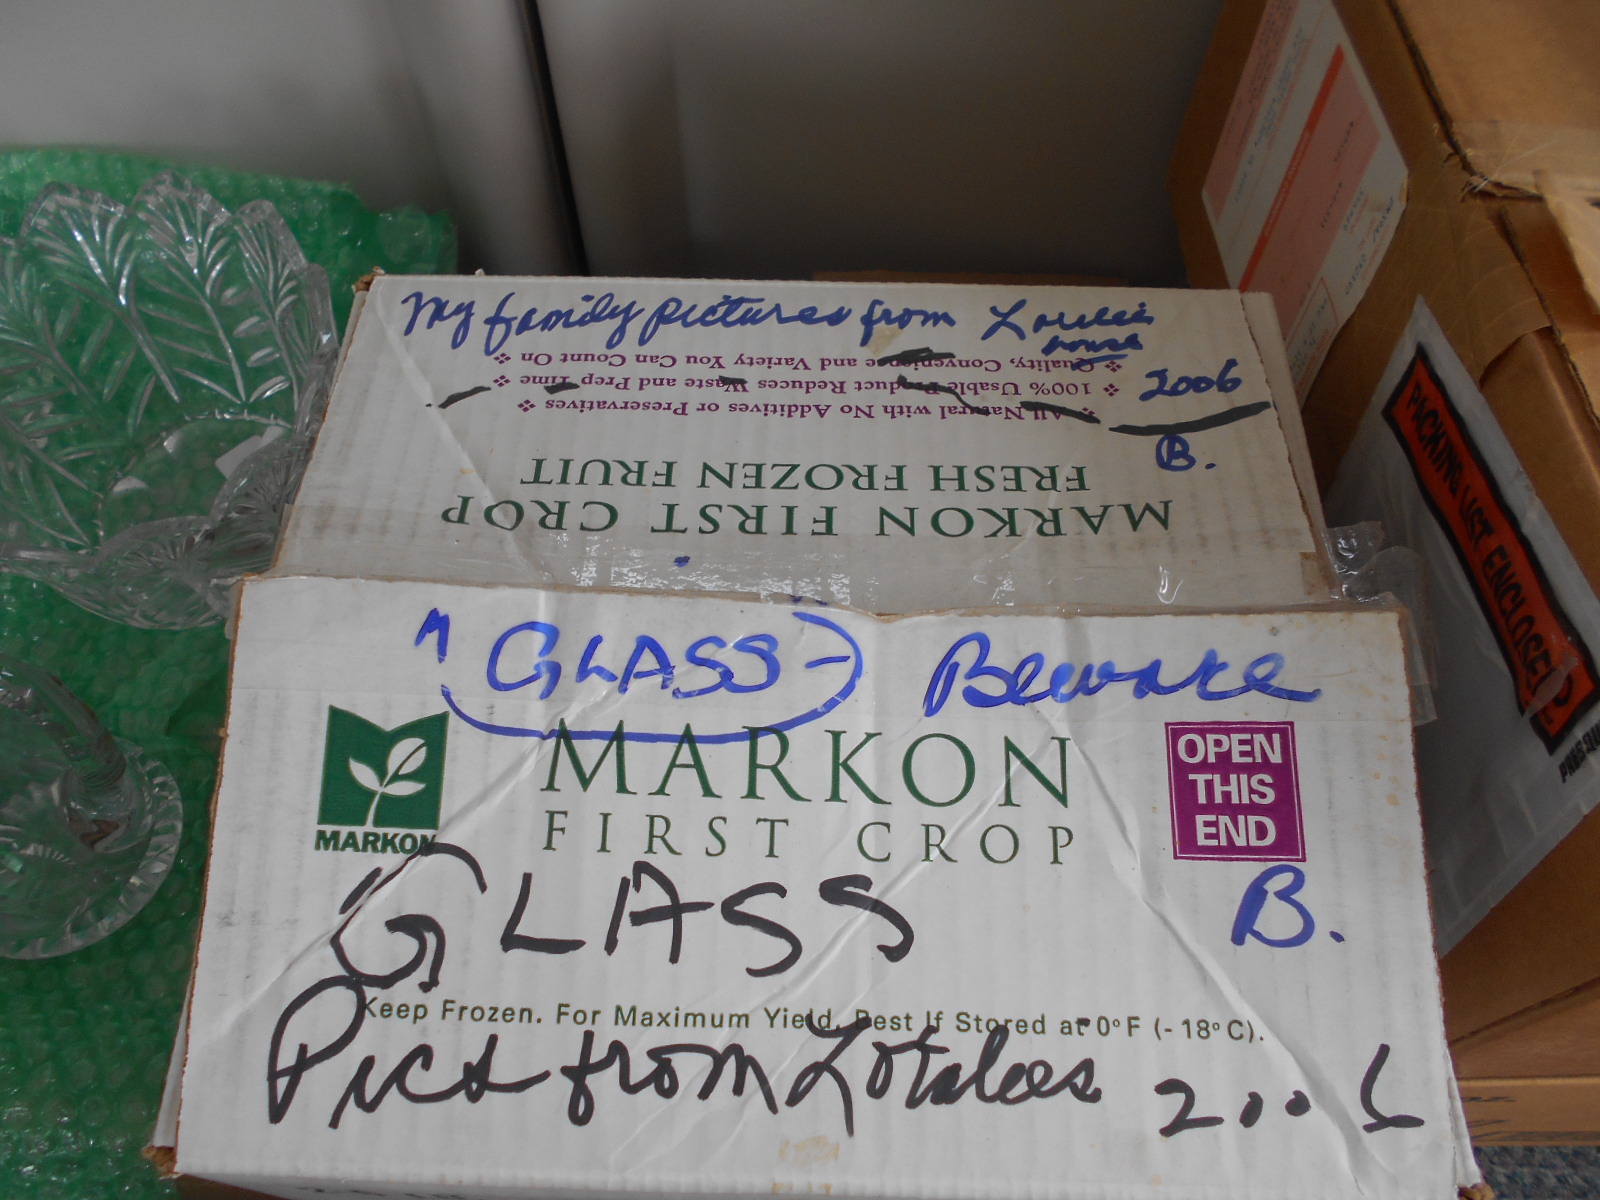 My family pictures from
house
2006
B.
❖ Quality, Convenience and Variety You Can Count On ❖
❖ 100% Usable Product Reduces Waste and Prep Time ❖
❖ All Natural with No Additives or Preservatives ❖
FRESH FROZEN FRUIT
MARKON FIRST CROP
GLASS Beware
MARKON
FIRST CROP
MARKON
OPEN
THIS
END
GLASS
B.
Keep Frozen. For Maximum Yield, Best If Stored at 0°F (-18°C).
Pics from 2006
PACKING LIST ENCLOSED